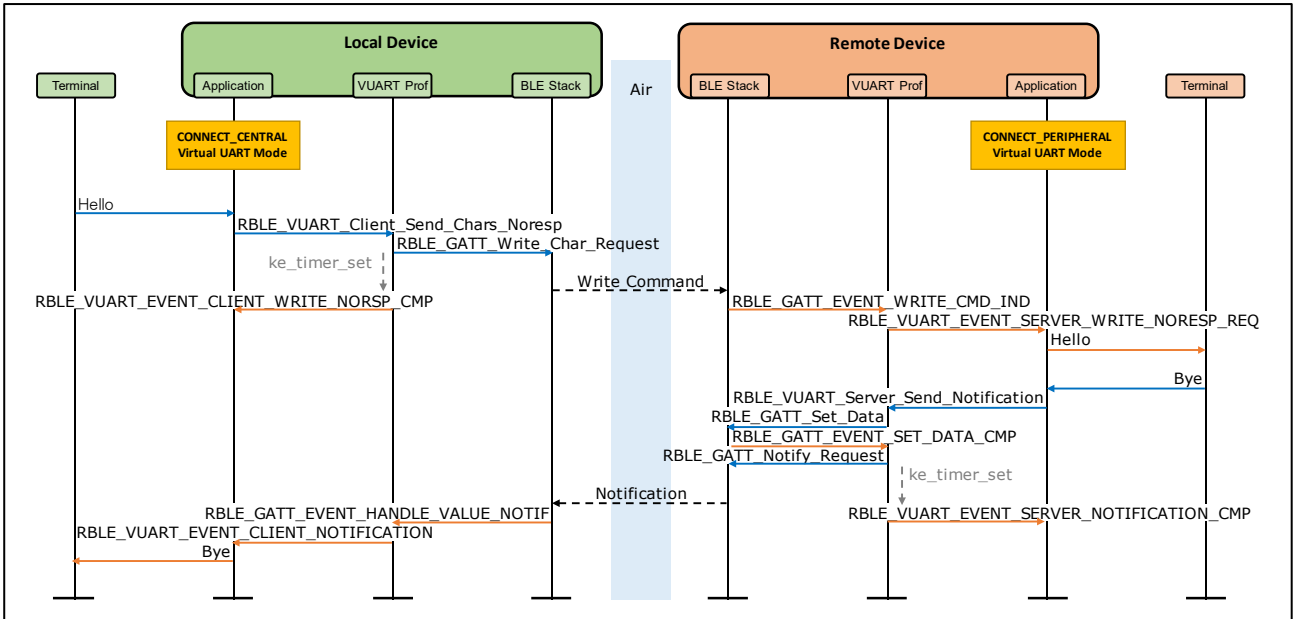 Local Device
Remote Device
Terminal
Application
VUART Prof
BLE Stack
Air
BLE Stack
VUART Prof
Application
Terminal
CONNECT_CENTRAL
Virtual UART Mode
CONNECT_PERIPHERAL
Virtual UART Mode
Hello
RBLE_VUART_Client_Send_Chars_Noresp
RBLE_GATT_Write_Char_Request
ke_timer_set
Write Command
RBLE_VUART_EVENT_CLIENT_WRITE_NORSP_CMP
RBLE_GATT_EVENT_WRITE_CMD_IND
RBLE_VUART_EVENT_SERVER_WRITE_NORESP_REQ
Hello
Bye
RBLE_VUART_Server_Send_Notification
RBLE_GATT_Set_Data
RBLE_GATT_EVENT_SET_DATA_CMP
RBLE_GATT_Notify_Request
ke_timer_set
Notification
RBLE_GATT_EVENT_HANDLE_VALUE_NOTIF
RBLE_VUART_EVENT_SERVER_NOTIFICATION_CMP
RBLE_VUART_EVENT_CLIENT_NOTIFICATION
Bye